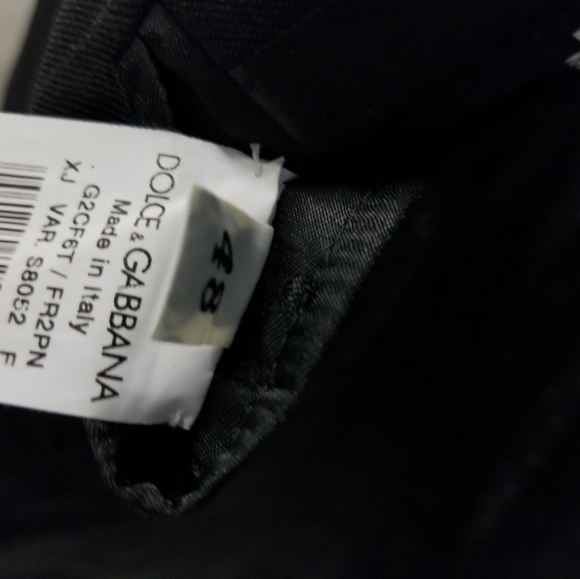 48
DOLCE & GABBANA
Made in Italy
G2CF6T / FR2PN
XJ VAR. S8052 F